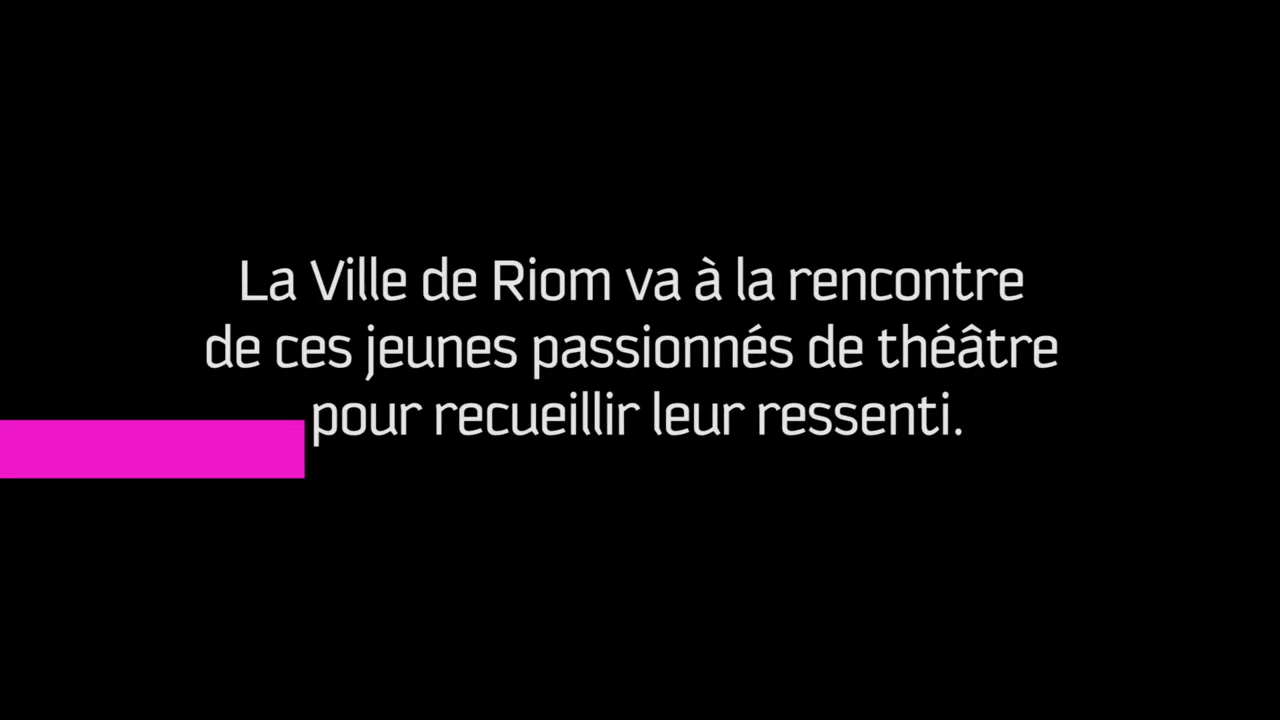 La Ville de Riom va à la rencontre
de ces jeunes passionnés de théâtre
pour recueillir leur ressenti.